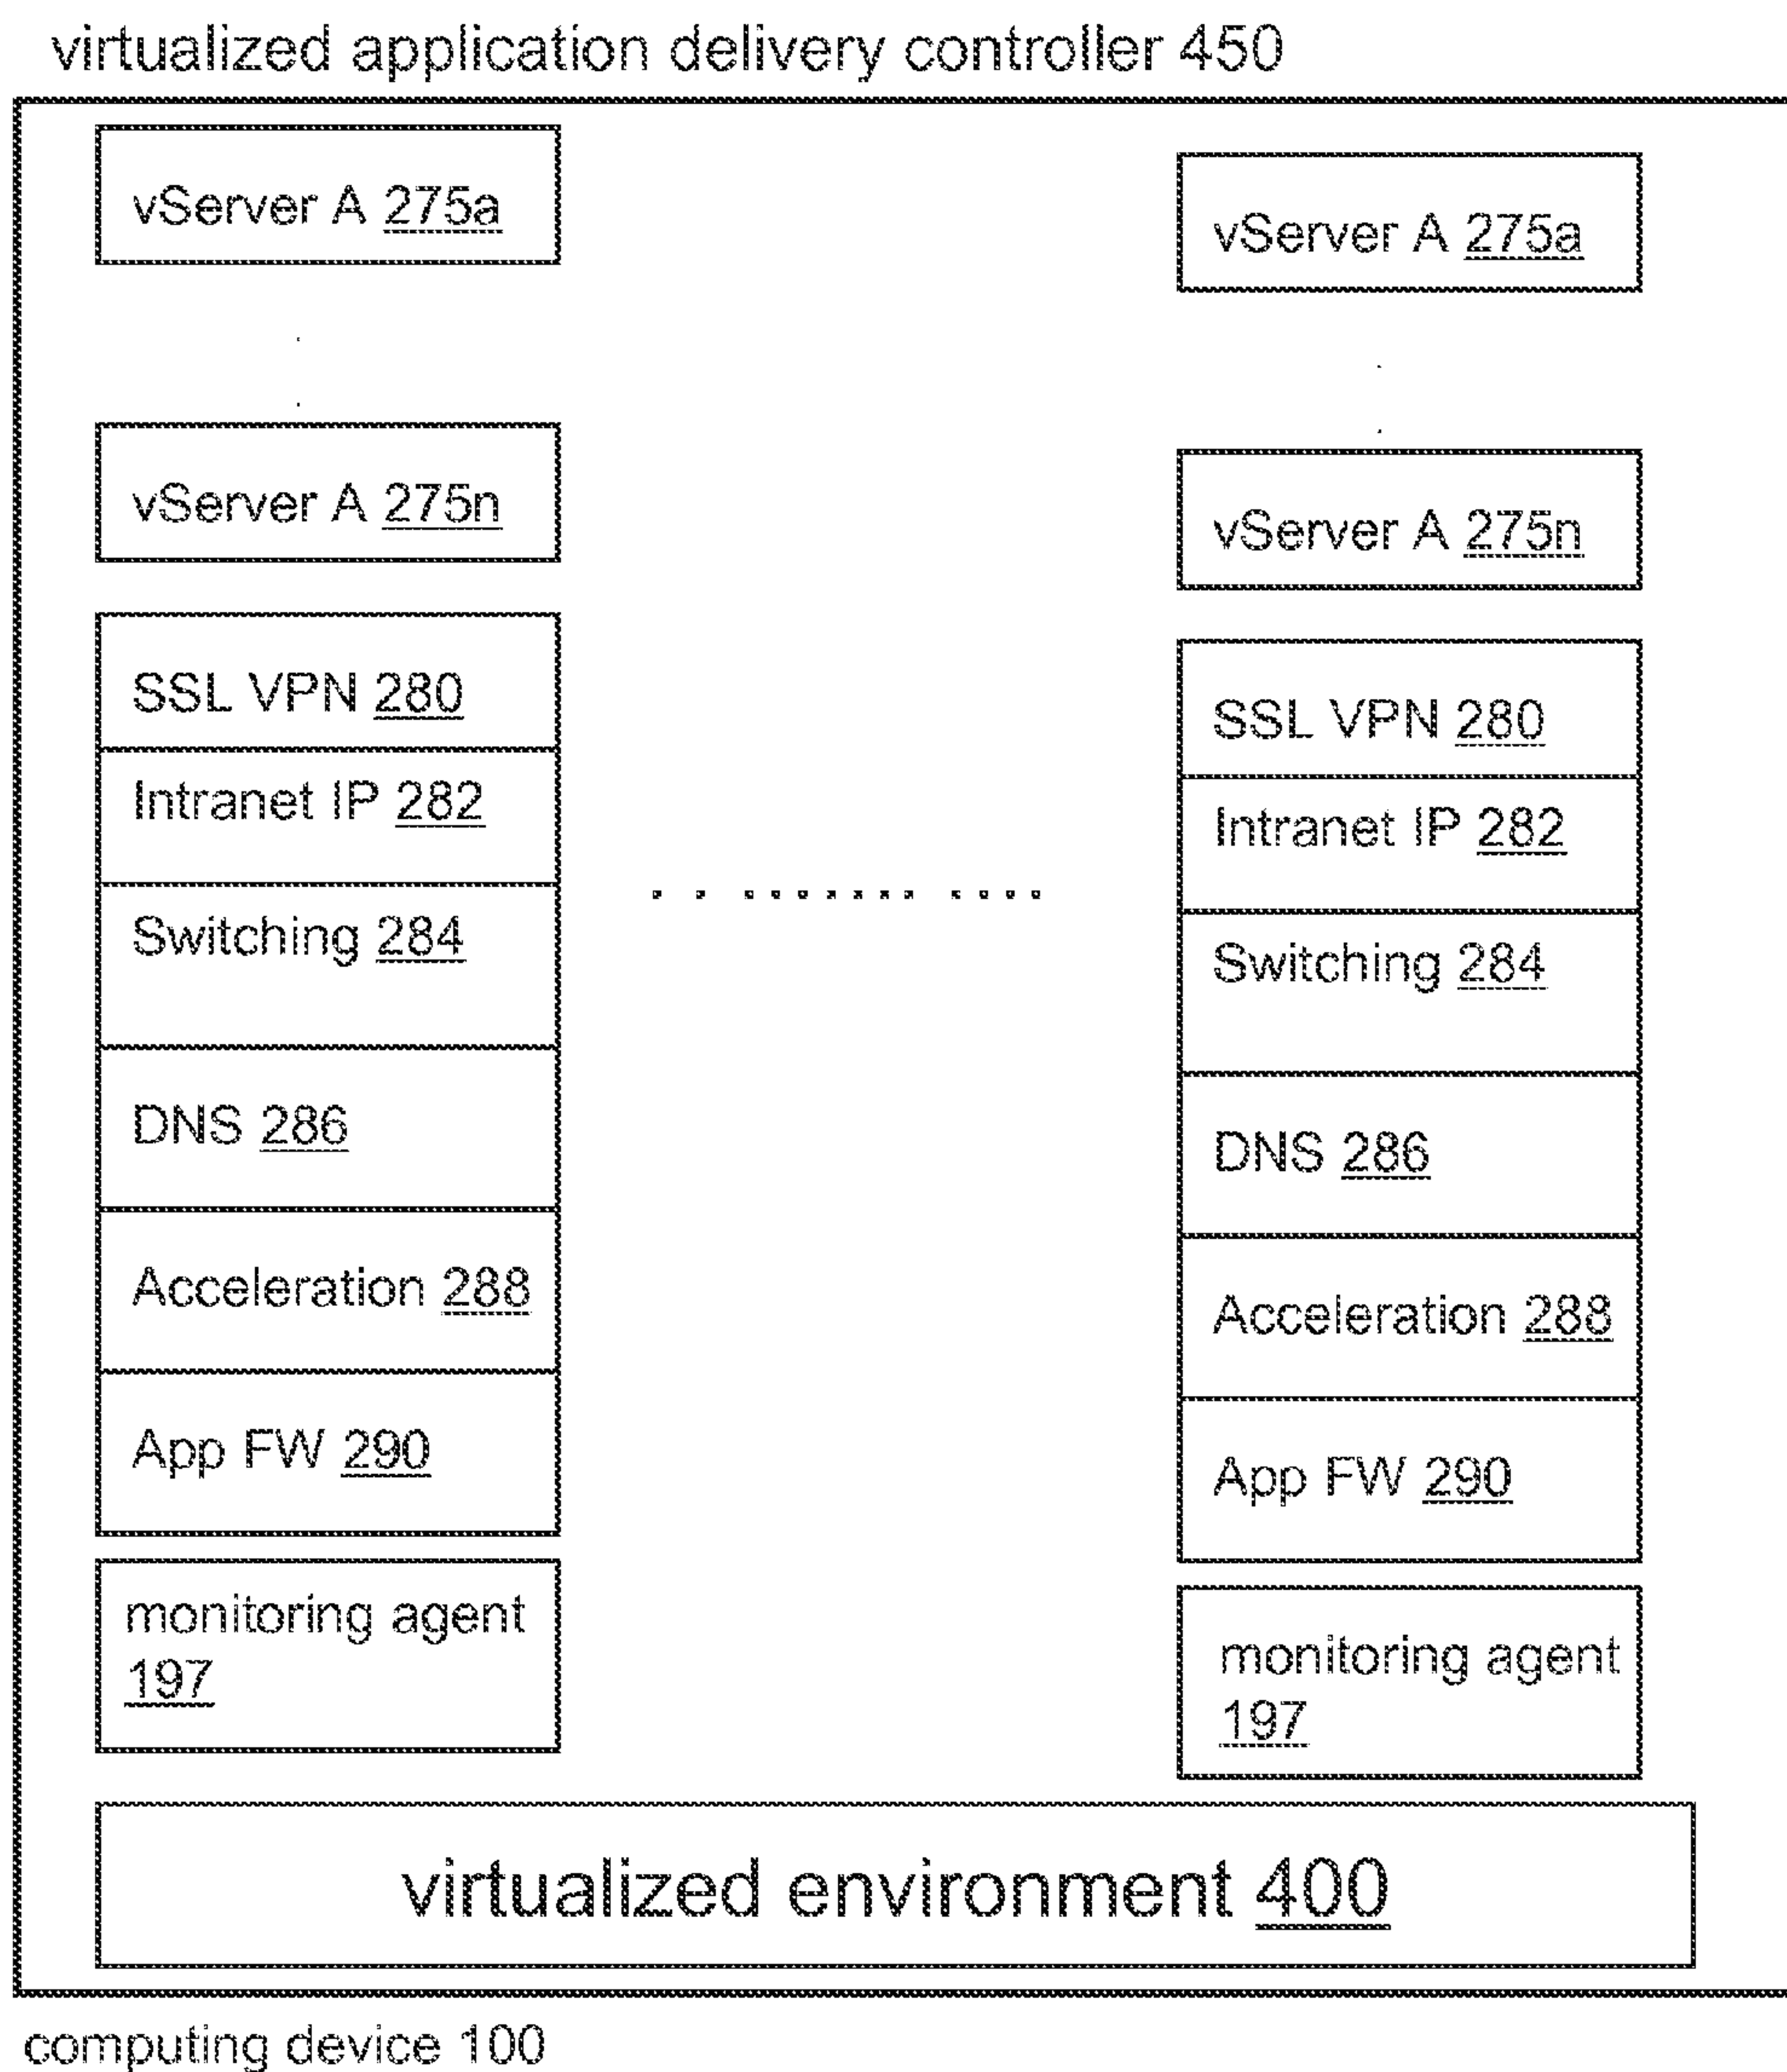 virtualized application delivery controller 450
vServer A 275a
vServer A 275n
SSL VPN 280
Intranet IP 282
Switching 284
DNS 286
Acceleration 288
App FW 290
monitoring agent
197
vServer A 275a
vServer A 275n
SSL VPN 280
Intranet IP 282
Switching 284
DNS 286
Acceleration 288
App FW 290
monitoring agent
197
virtualized environment 400
computing device 100